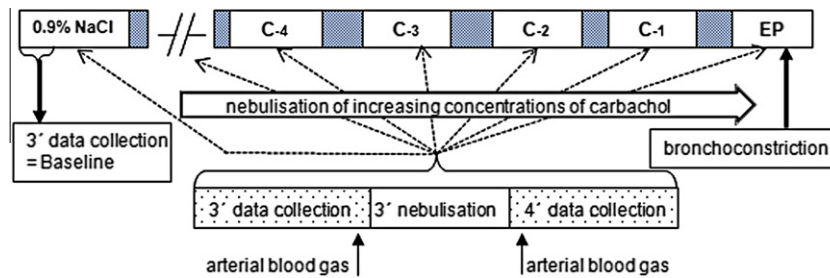 0.9% NaCl
C-4
C-3
C-2
C-1
EP
nebulisation of increasing concentrations of carbachol
3´ data collection
= Baseline
bronchoconstriction
3´ data collection
3´ nebulisation
4´ data collection
arterial blood gas
arterial blood gas